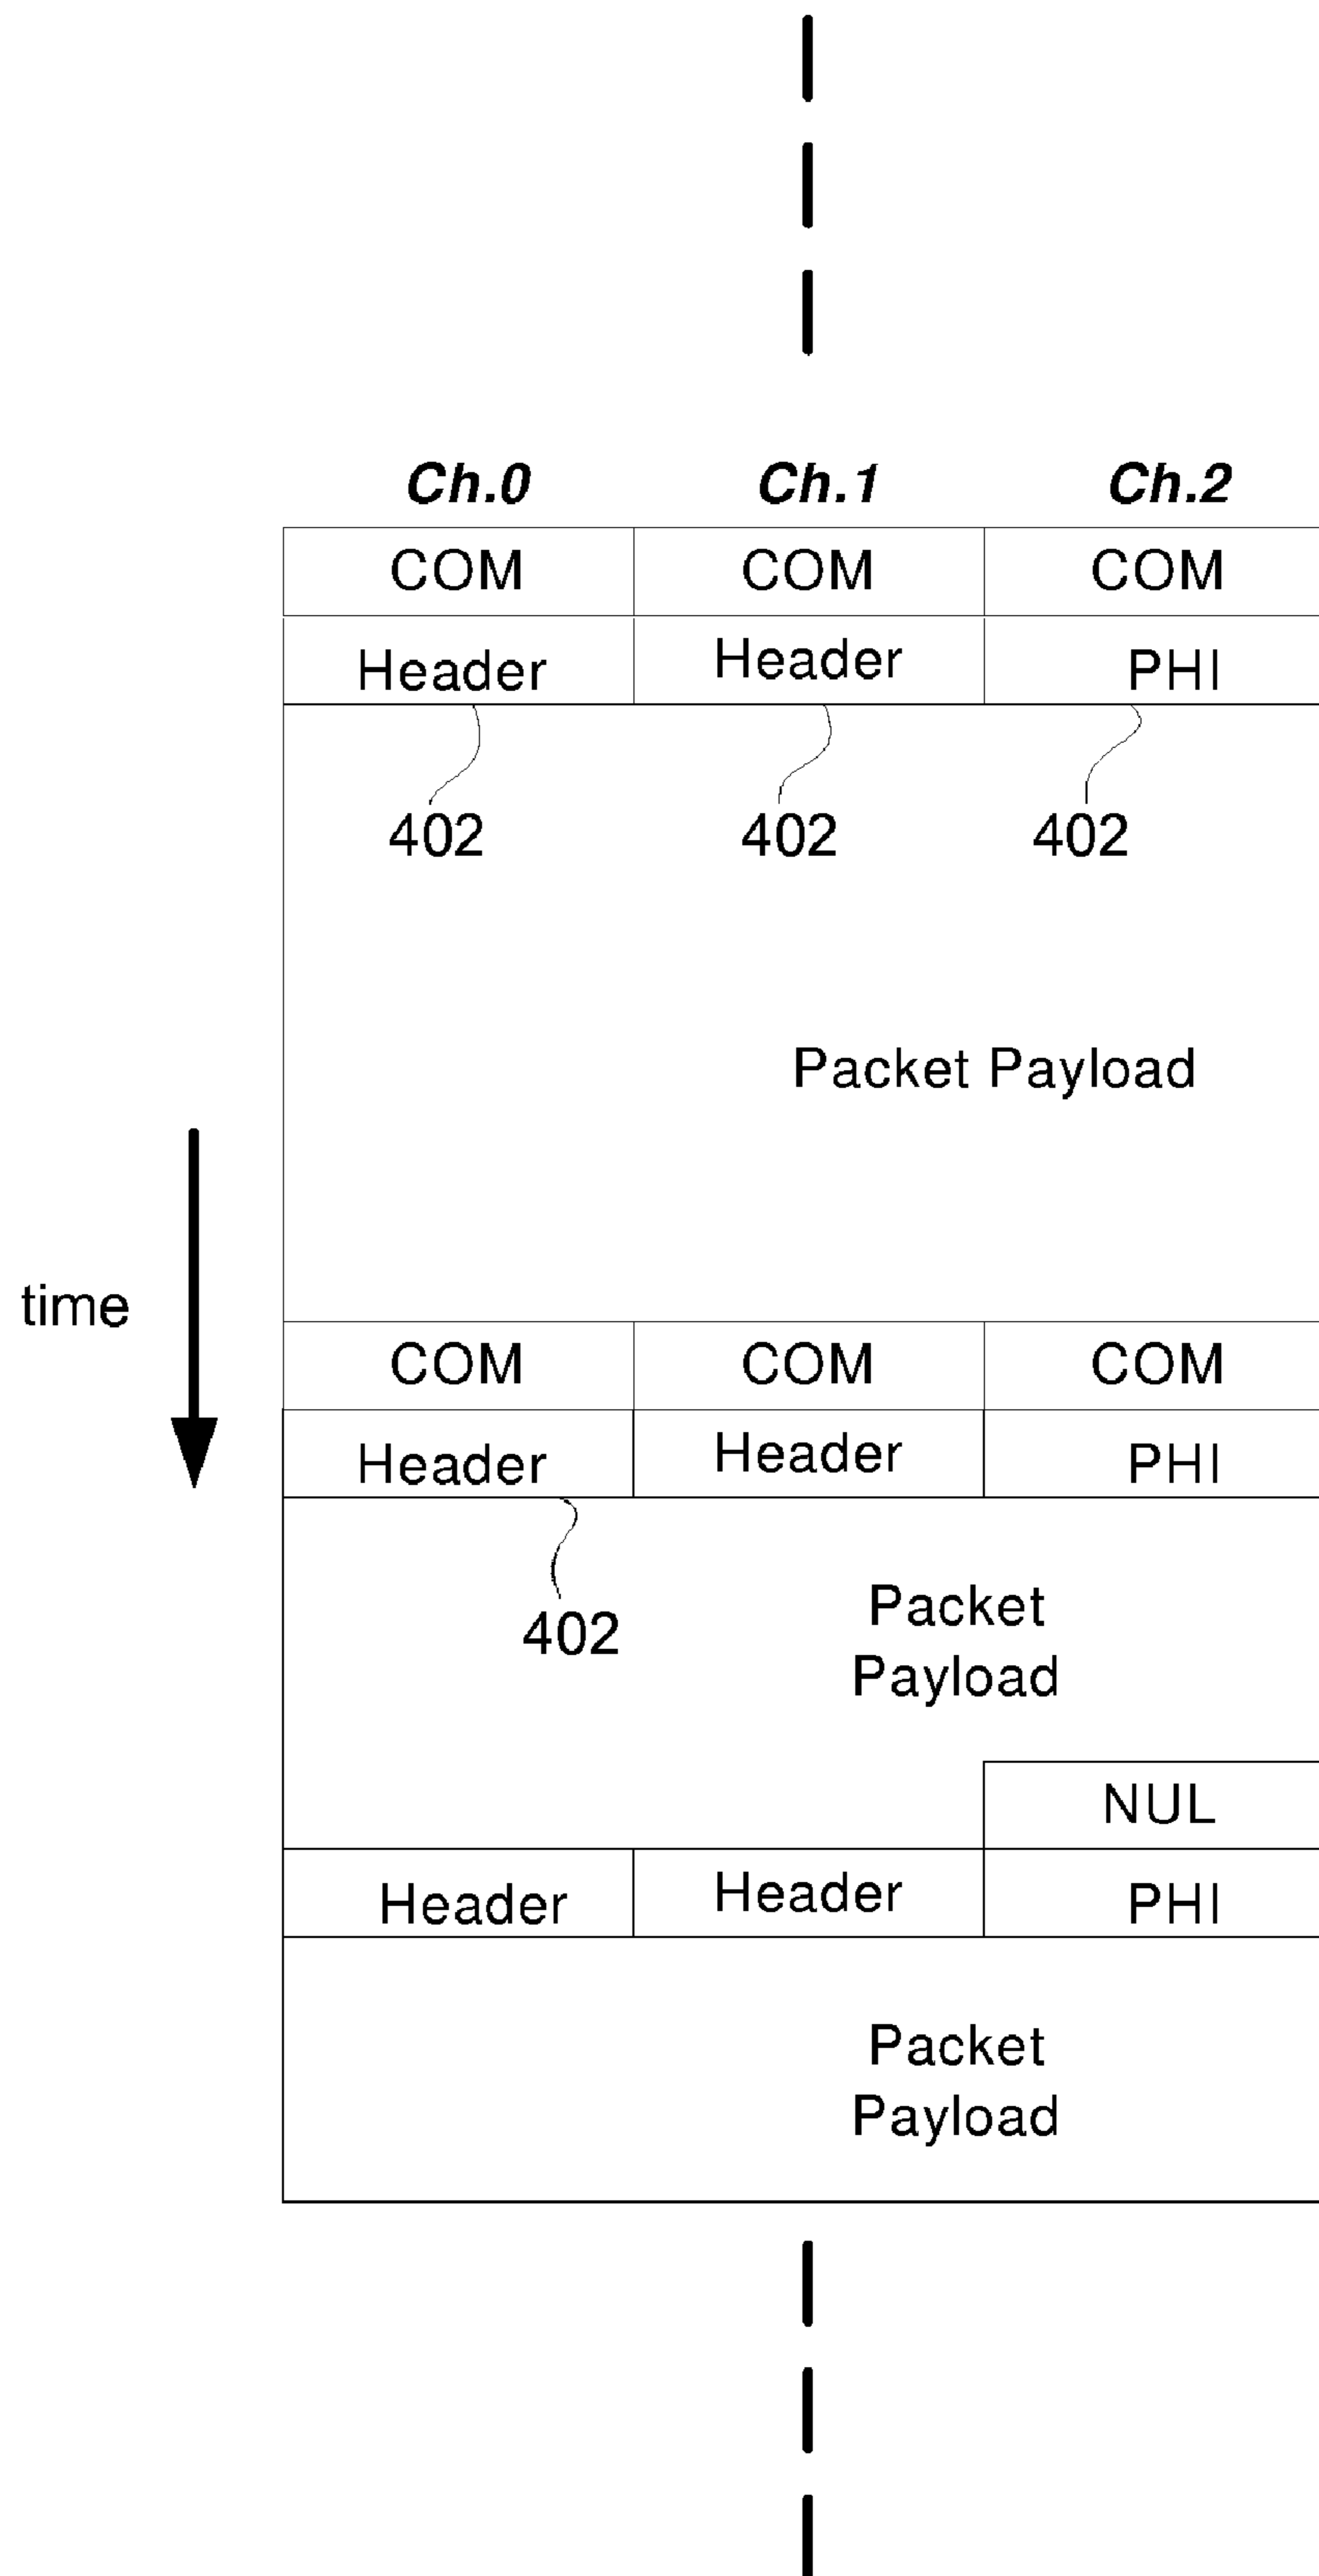 Ch.0 Ch.1 Ch.2
COM COM COM
Header Header PHI
402 402 402
Packet Payload
time
COM COM COM
Header Header PHI
402
Packet
Payload
NUL
Header Header PHI
Packet
Payload